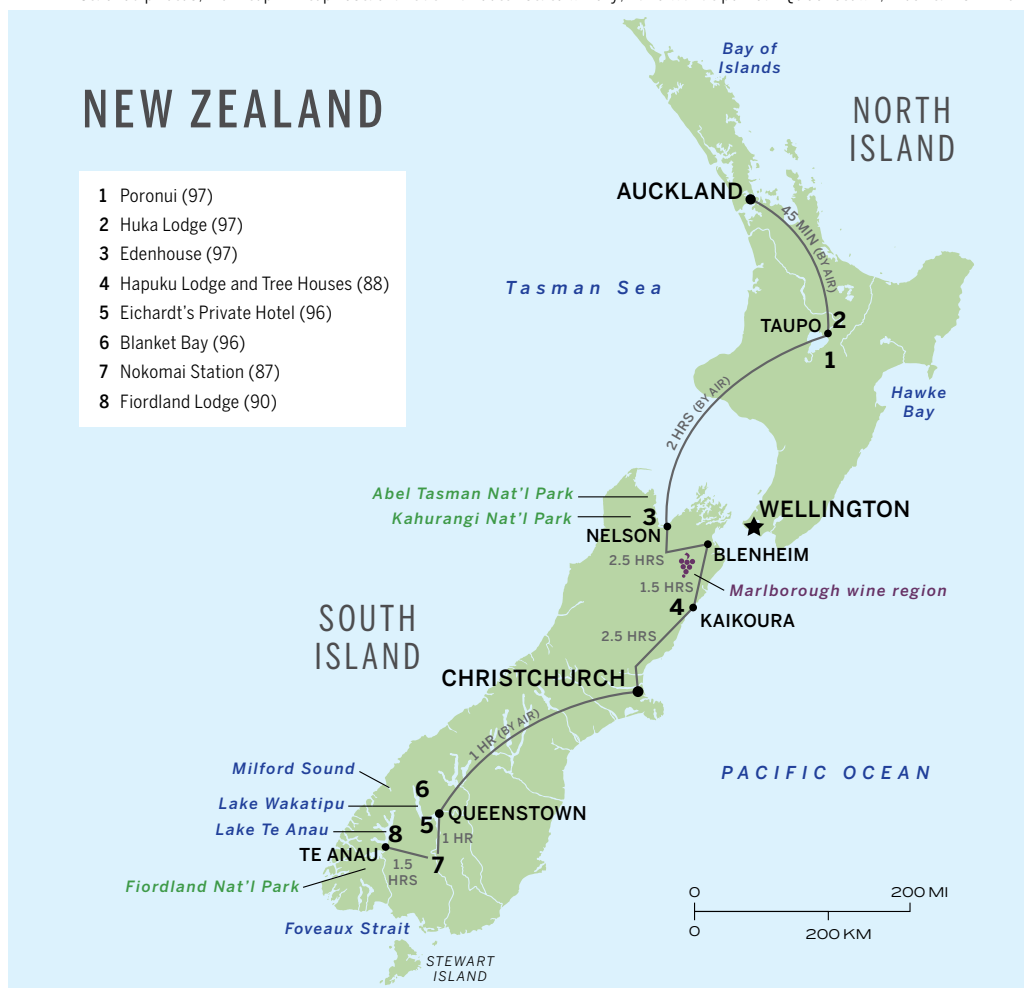 NEW ZEALAND
1 Poronui (97)
2 Huka Lodge (97)
3 Edenhouse (97)
4 Hapuku Lodge and Tree Houses (88)
5 Eichardt's Private Hotel (96)
6 Blanket Bay (96)
7 Nokomai Station (87)
8 Fiordland Lodge (90)
Bay of
Islands
NORTH
ISLAND
AUCKLAND
45 MIN (BY AIR)
Tasman Sea
TAUPO
2
1
Hawke
Bay
2 HRS (BY AIR)
Abel Tasman Nat'l Park
Kahurangi Nat'l Park
3
NELSON
WELLINGTON
BLENHEIM
2.5 HRS
1.5 HRS
Marlborough wine region
4
KAIKOURA
2.5 HRS
SOUTH
ISLAND
CHRISTCHURCH
1 HR (BY AIR)
PACIFIC OCEAN
Milford Sound
6
Lake Wakatipu
QUEENSTOWN
5
Lake Te Anau
8
1 HR
TE ANAU
7
1.5
HRS
Fiordland Nat'l Park
Foveaux Strait
STEWART
ISLAND
0
200 MI
0
200 KM